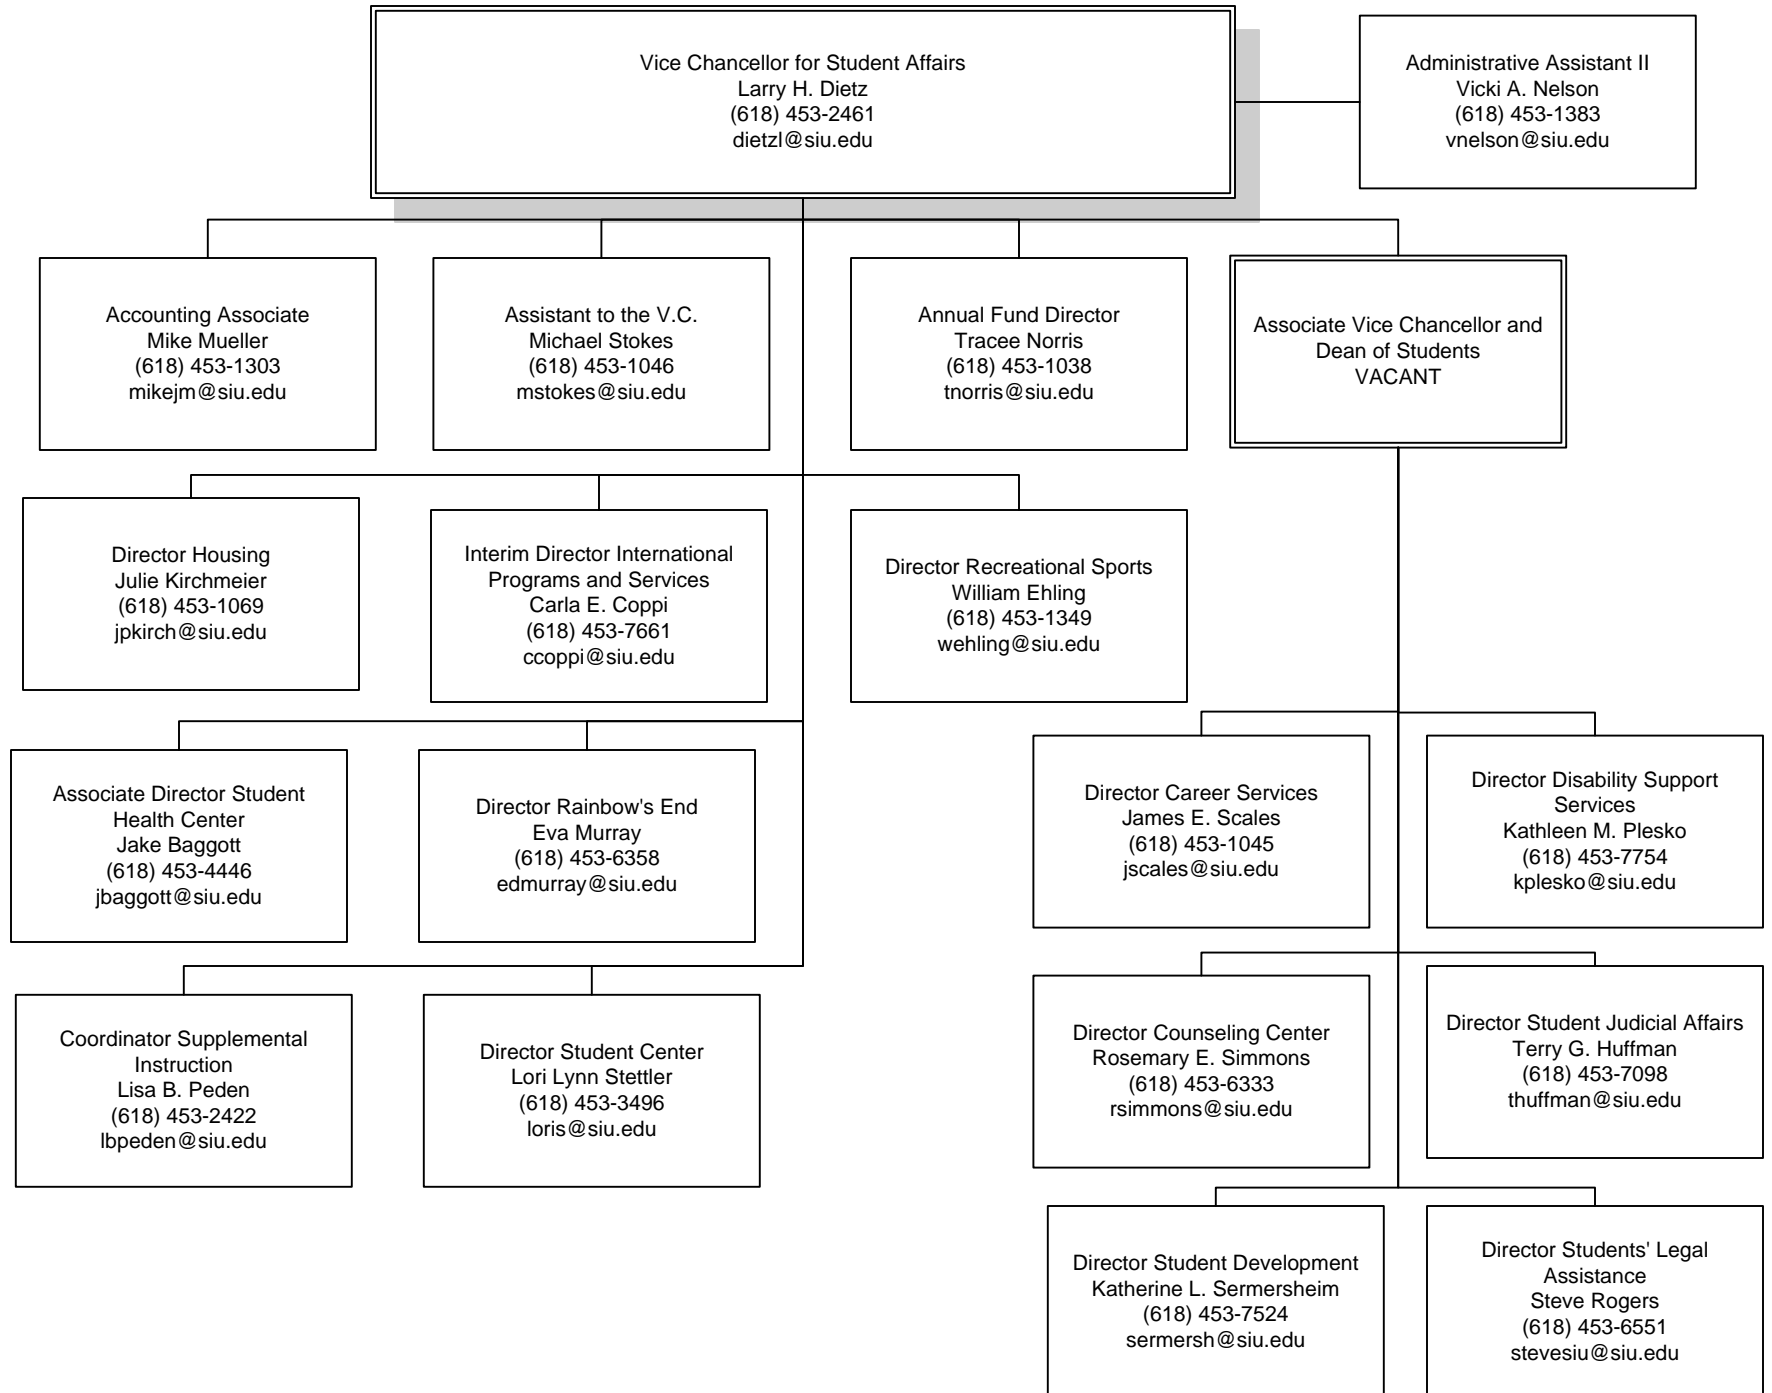 Vice Chancellor for Student Affairs
Larry H. Dietz
(618) 453-2461
dietzl@siu.edu
Administrative Assistant II
Vicki A. Nelson
(618) 453-1383
vnelson@siu.edu
Accounting Associate
Mike Mueller
(618) 453-1303
mikejm@siu.edu
Assistant to the V.C.
Michael Stokes
(618) 453-1046
mstokes@siu.edu
Annual Fund Director
Tracee Norris
(618) 453-1038
tnorris@siu.edu
Associate Vice Chancellor and
Dean of Students
VACANT
Director Housing
Julie Kirchmeier
(618) 453-1069
jpkirch@siu.edu
Interim Director International
Programs and Services
Carla E. Coppi
(618) 453-7661
ccoppi@siu.edu
Director Recreational Sports
William Ehling
(618) 453-1349
wehling@siu.edu
Associate Director Student
Health Center
Jake Baggott
(618) 453-4446
jbaggott@siu.edu
Director Rainbow's End
Eva Murray
(618) 453-6358
edmurray@siu.edu
Director Career Services
James E. Scales
(618) 453-1045
jscales@siu.edu
Director Disability Support
Services
Kathleen M. Plesko
(618) 453-7754
kplesko@siu.edu
Coordinator Supplemental
Instruction
Lisa B. Peden
(618) 453-2422
lbpeden@siu.edu
Director Student Center
Lori Lynn Stettler
(618) 453-3496
loris@siu.edu
Director Counseling Center
Rosemary E. Simmons
(618) 453-6333
rsimmons@siu.edu
Director Student Judicial Affairs
Terry G. Huffman
(618) 453-7098
thuffman@siu.edu
Director Student Development
Katherine L. Sermersheim
(618) 453-7524
sermersh@siu.edu
Director Students' Legal
Assistance
Steve Rogers
(618) 453-6551
stevesiu@siu.edu